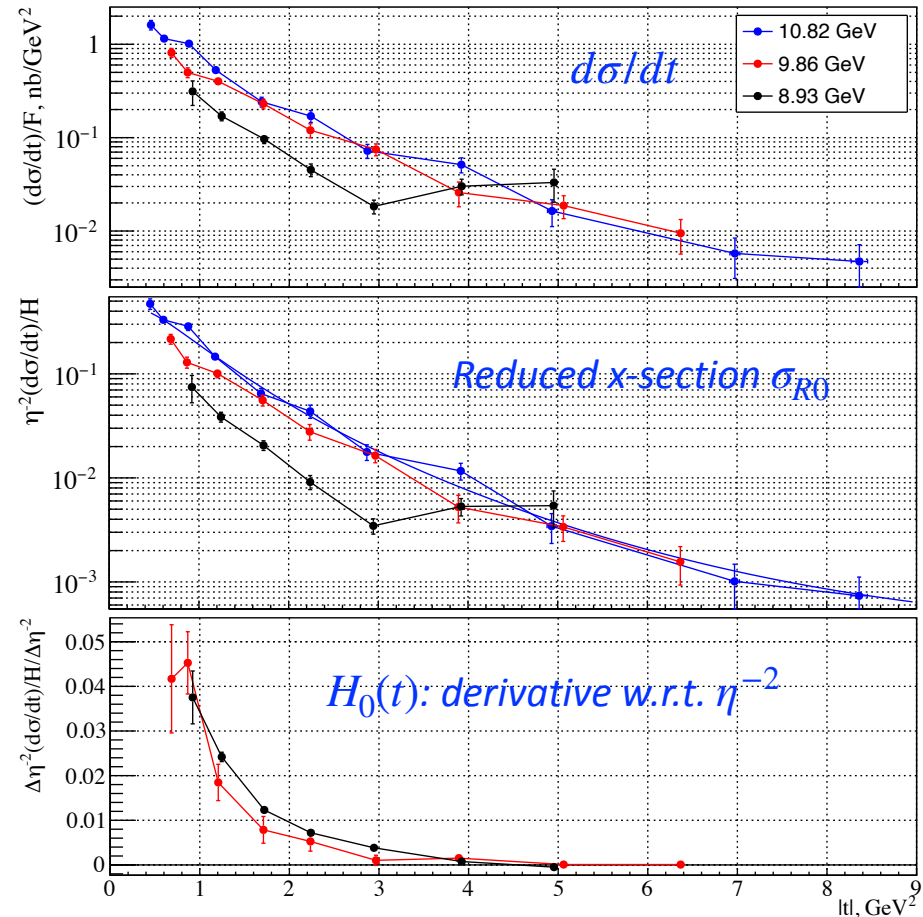 (dσ/dt)/F, nb/GeV²
1
10⁻¹
10⁻²
dσ/dt
10.82 GeV
9.86 GeV
8.93 GeV
η⁻²(dσ/dt)/H
10⁻¹
10⁻²
10⁻³
Reduced x-section σ_R0
Δη⁻²(dσ/dt)/H/Δη⁻²
0.05
0.04
0.03
0.02
0.01
0
H₀(t): derivative w.r.t. η⁻²
0 1 2 3 4 5 6 7 8 9
|t|, GeV²